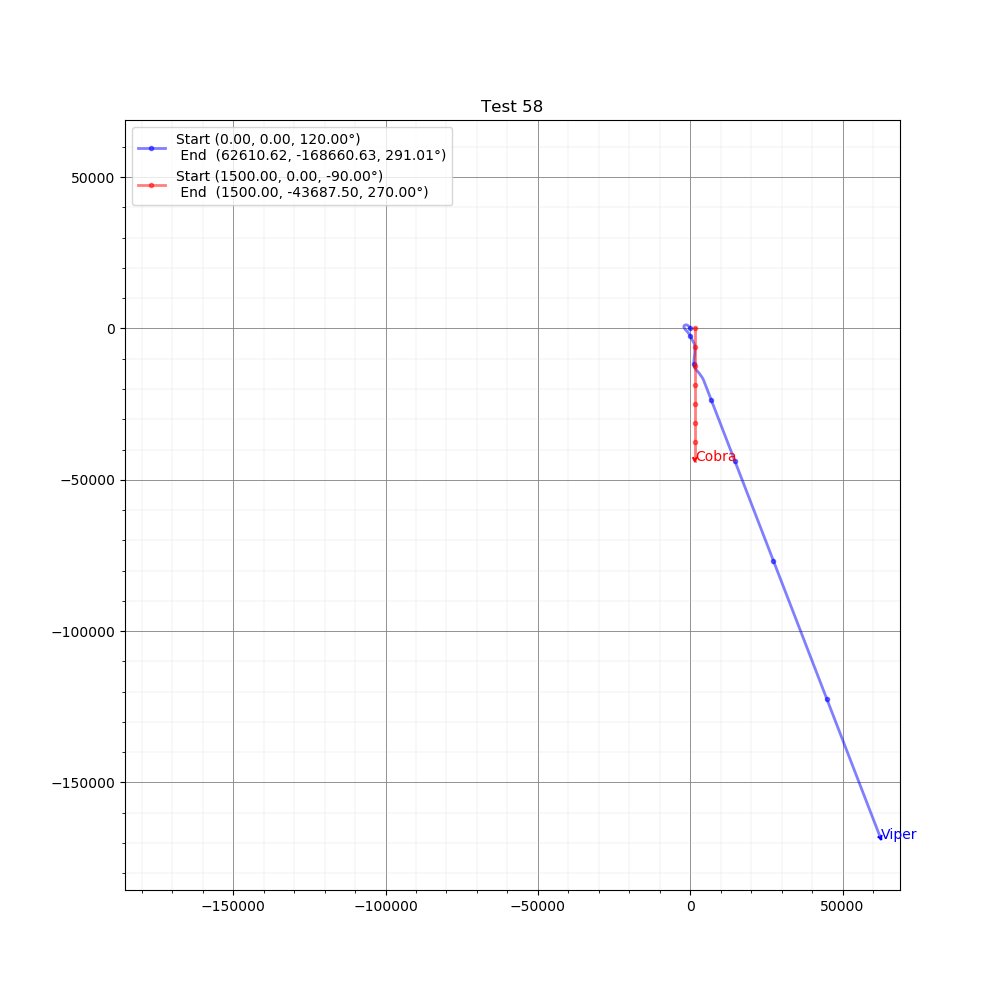 Test 58
Start (0.00, 0.00, 120.00°)
End  (62610.62, -168660.63, 291.01°)
Start (1500.00, 0.00, -90.00°)
End  (1500.00, -43687.50, 270.00°)
50000
0
−50000
−100000
−150000
Cobra
Viper
−150000
−100000
−50000
0
50000